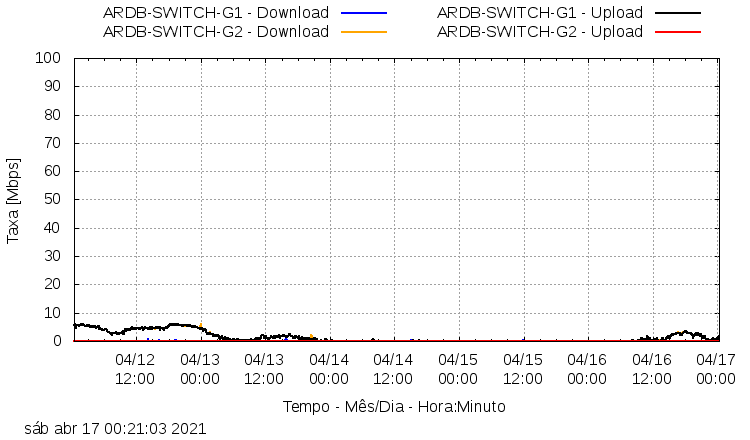 ARDB-SWITCH-G1 - Download ARDB-SWITCH-G1 - Upload
ARDB-SWITCH-G2 - Download ARDB-SWITCH-G2 - Upload
100
90
80
70
60
50
40
30
20
10
0
Taxa [Mbps]
04/12 04/13 04/13 04/14 04/14 04/15 04/15 04/16 04/16 04/17
12:00 00:00 12:00 00:00 12:00 00:00 12:00 00:00 12:00 00:00
Tempo - Mês/Dia - Hora:Minuto
sáb abr 17 00:21:03 2021